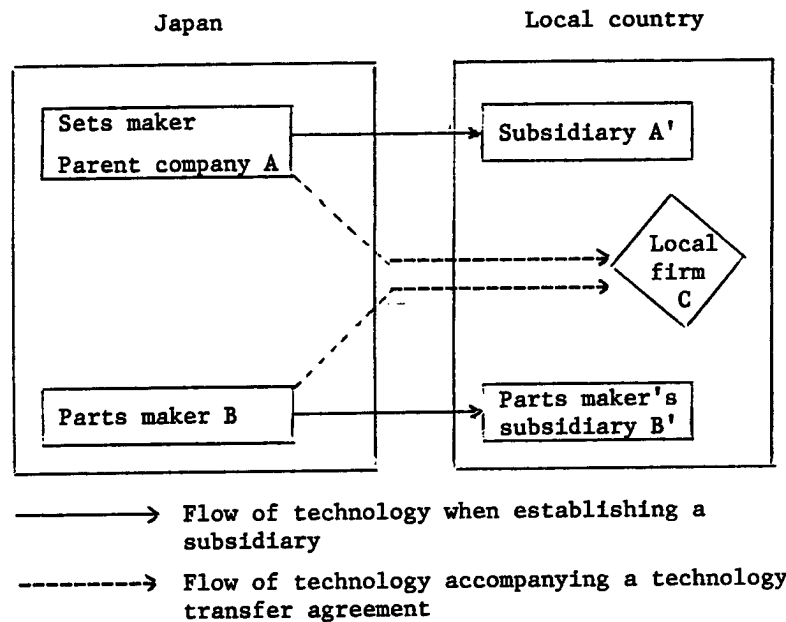 Japan
Local country
Sets maker
Parent company A
Subsidiary A'
Local
firm
C
Parts maker B
Parts maker's
subsidiary B'
Flow of technology when establishing a
subsidiary
Flow of technology accompanying a technology
transfer agreement